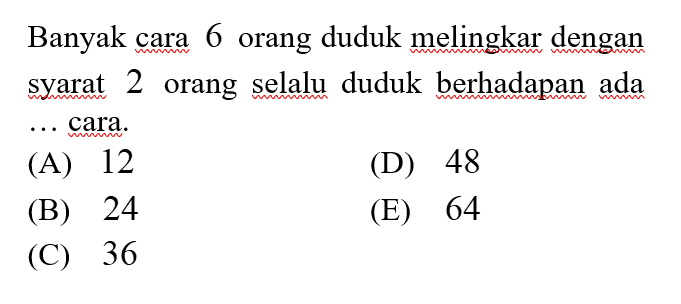 Banyak cara 6 orang duduk melingkar dengan
syarat 2 orang selalu duduk berhadapan ada
... cara.
(A) 12 (D) 48
(B) 24 (E) 64
(C) 36